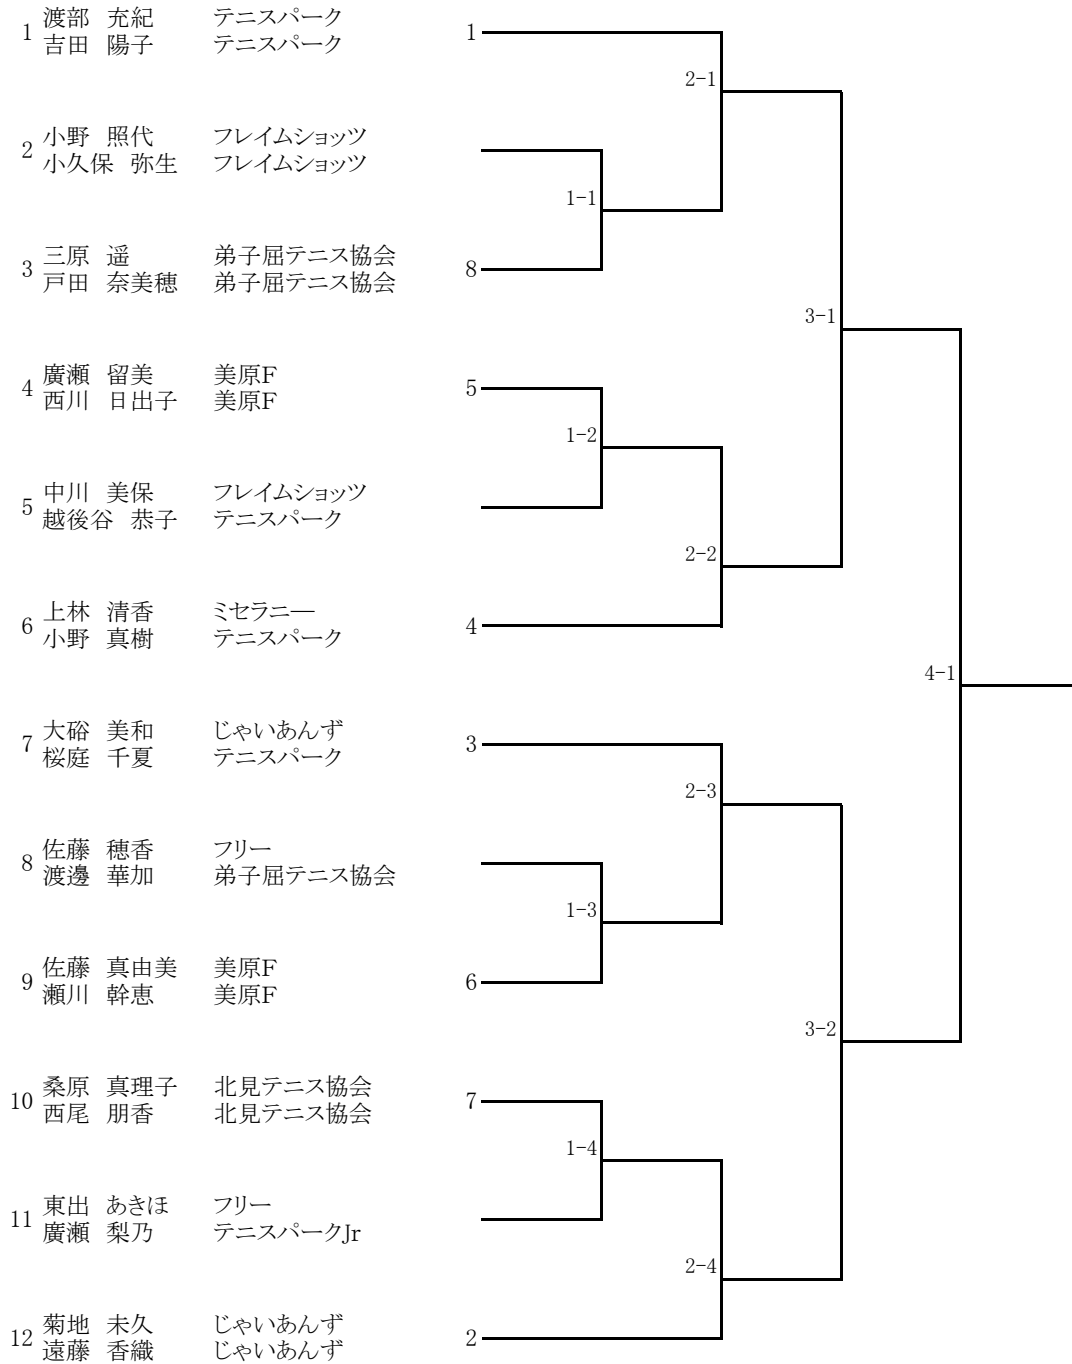 渡部 充紀 テニスパーク
1 1
吉田 陽子 テニスパーク
2-1
小野 照代 フレイムショッツ
2
小久保 弥生 フレイムショッツ
1-1
三原 遥 弟子屈テニス協会
3 8
戸田 奈美穂 弟子屈テニス協会
3-1
廣瀬 留美 美原F
4 5
西川 日出子 美原F
1-2
中川 美保 フレイムショッツ
5
越後谷 恭子 テニスパーク
2-2
上林 清香 ミセラニ―
6 4
小野 真樹 テニスパーク
4-1
大硲 美和 じゃいあんず
7 3
桜庭 千夏 テニスパーク
2-3
佐藤 穂香 フリー
8
渡邊 華加 弟子屈テニス協会
1-3
佐藤 真由美 美原F
9 6
瀬川 幹恵 美原F
3-2
桑原 真理子 北見テニス協会
10 7
西尾 朋香 北見テニス協会
1-4
東出 あきほ フリー
11
廣瀬 梨乃 テニスパークJr
2-4
菊地 未久 じゃいあんず
12 2
遠藤 香織 じゃいあんず